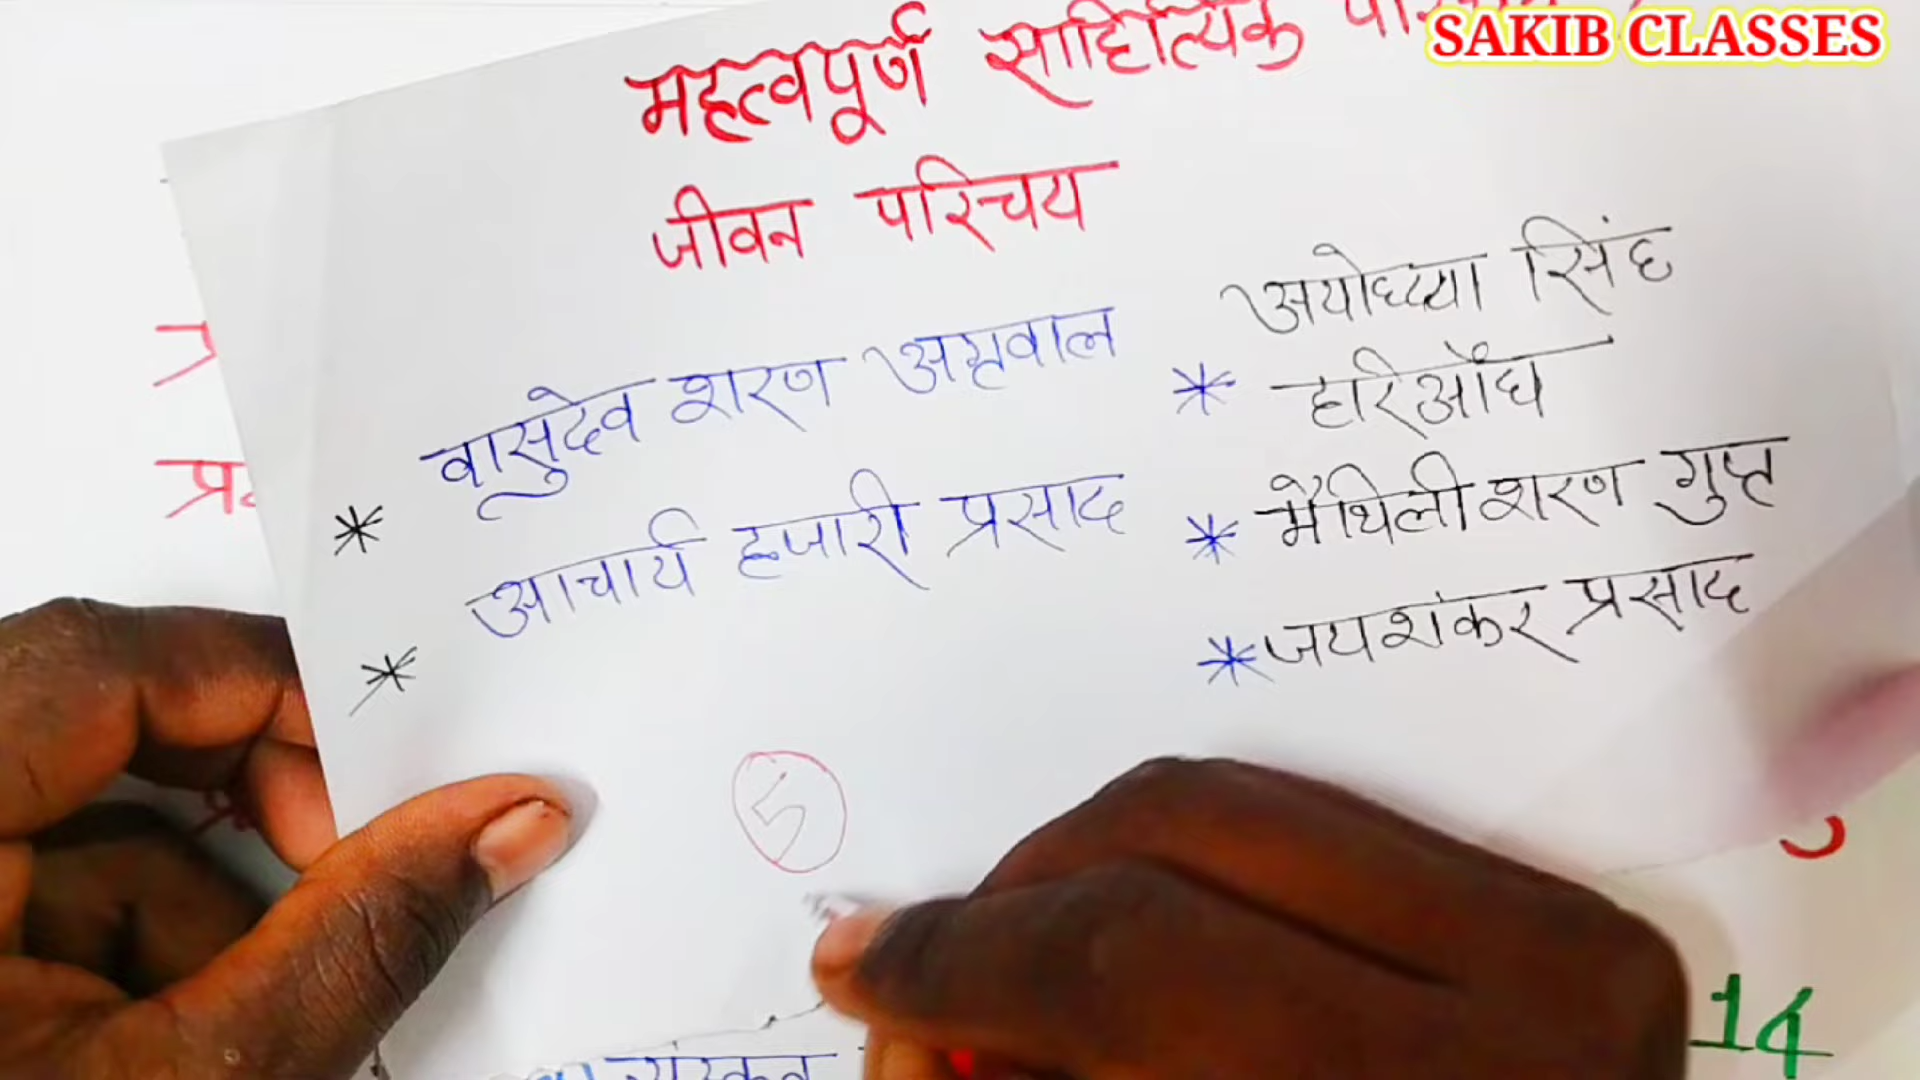 SAKIB CLASSES
महत्वपूर्ण साहित्यिक
जीवन परिचय
* वासुदेव शरण अग्रवाल
* आचार्य हजारी प्रसाद
अयोध्या सिंह
* हरिऔध
* मैथिली शरण गुप्त
* जयशंकर प्रसाद
5
14